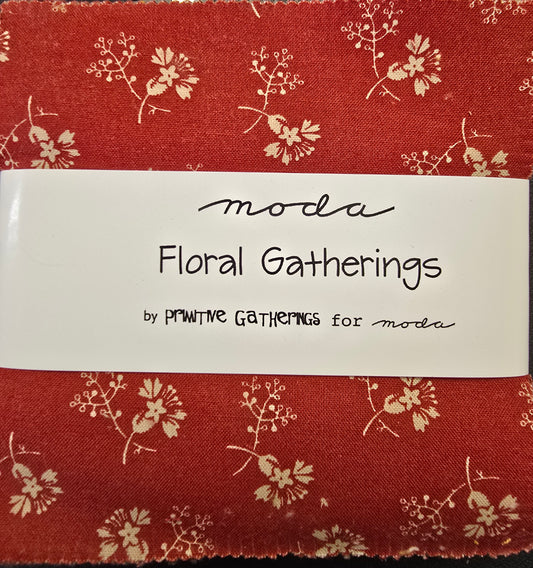 moda
Floral Gatherings
by PRIMITIVE GATHERINGS for moda